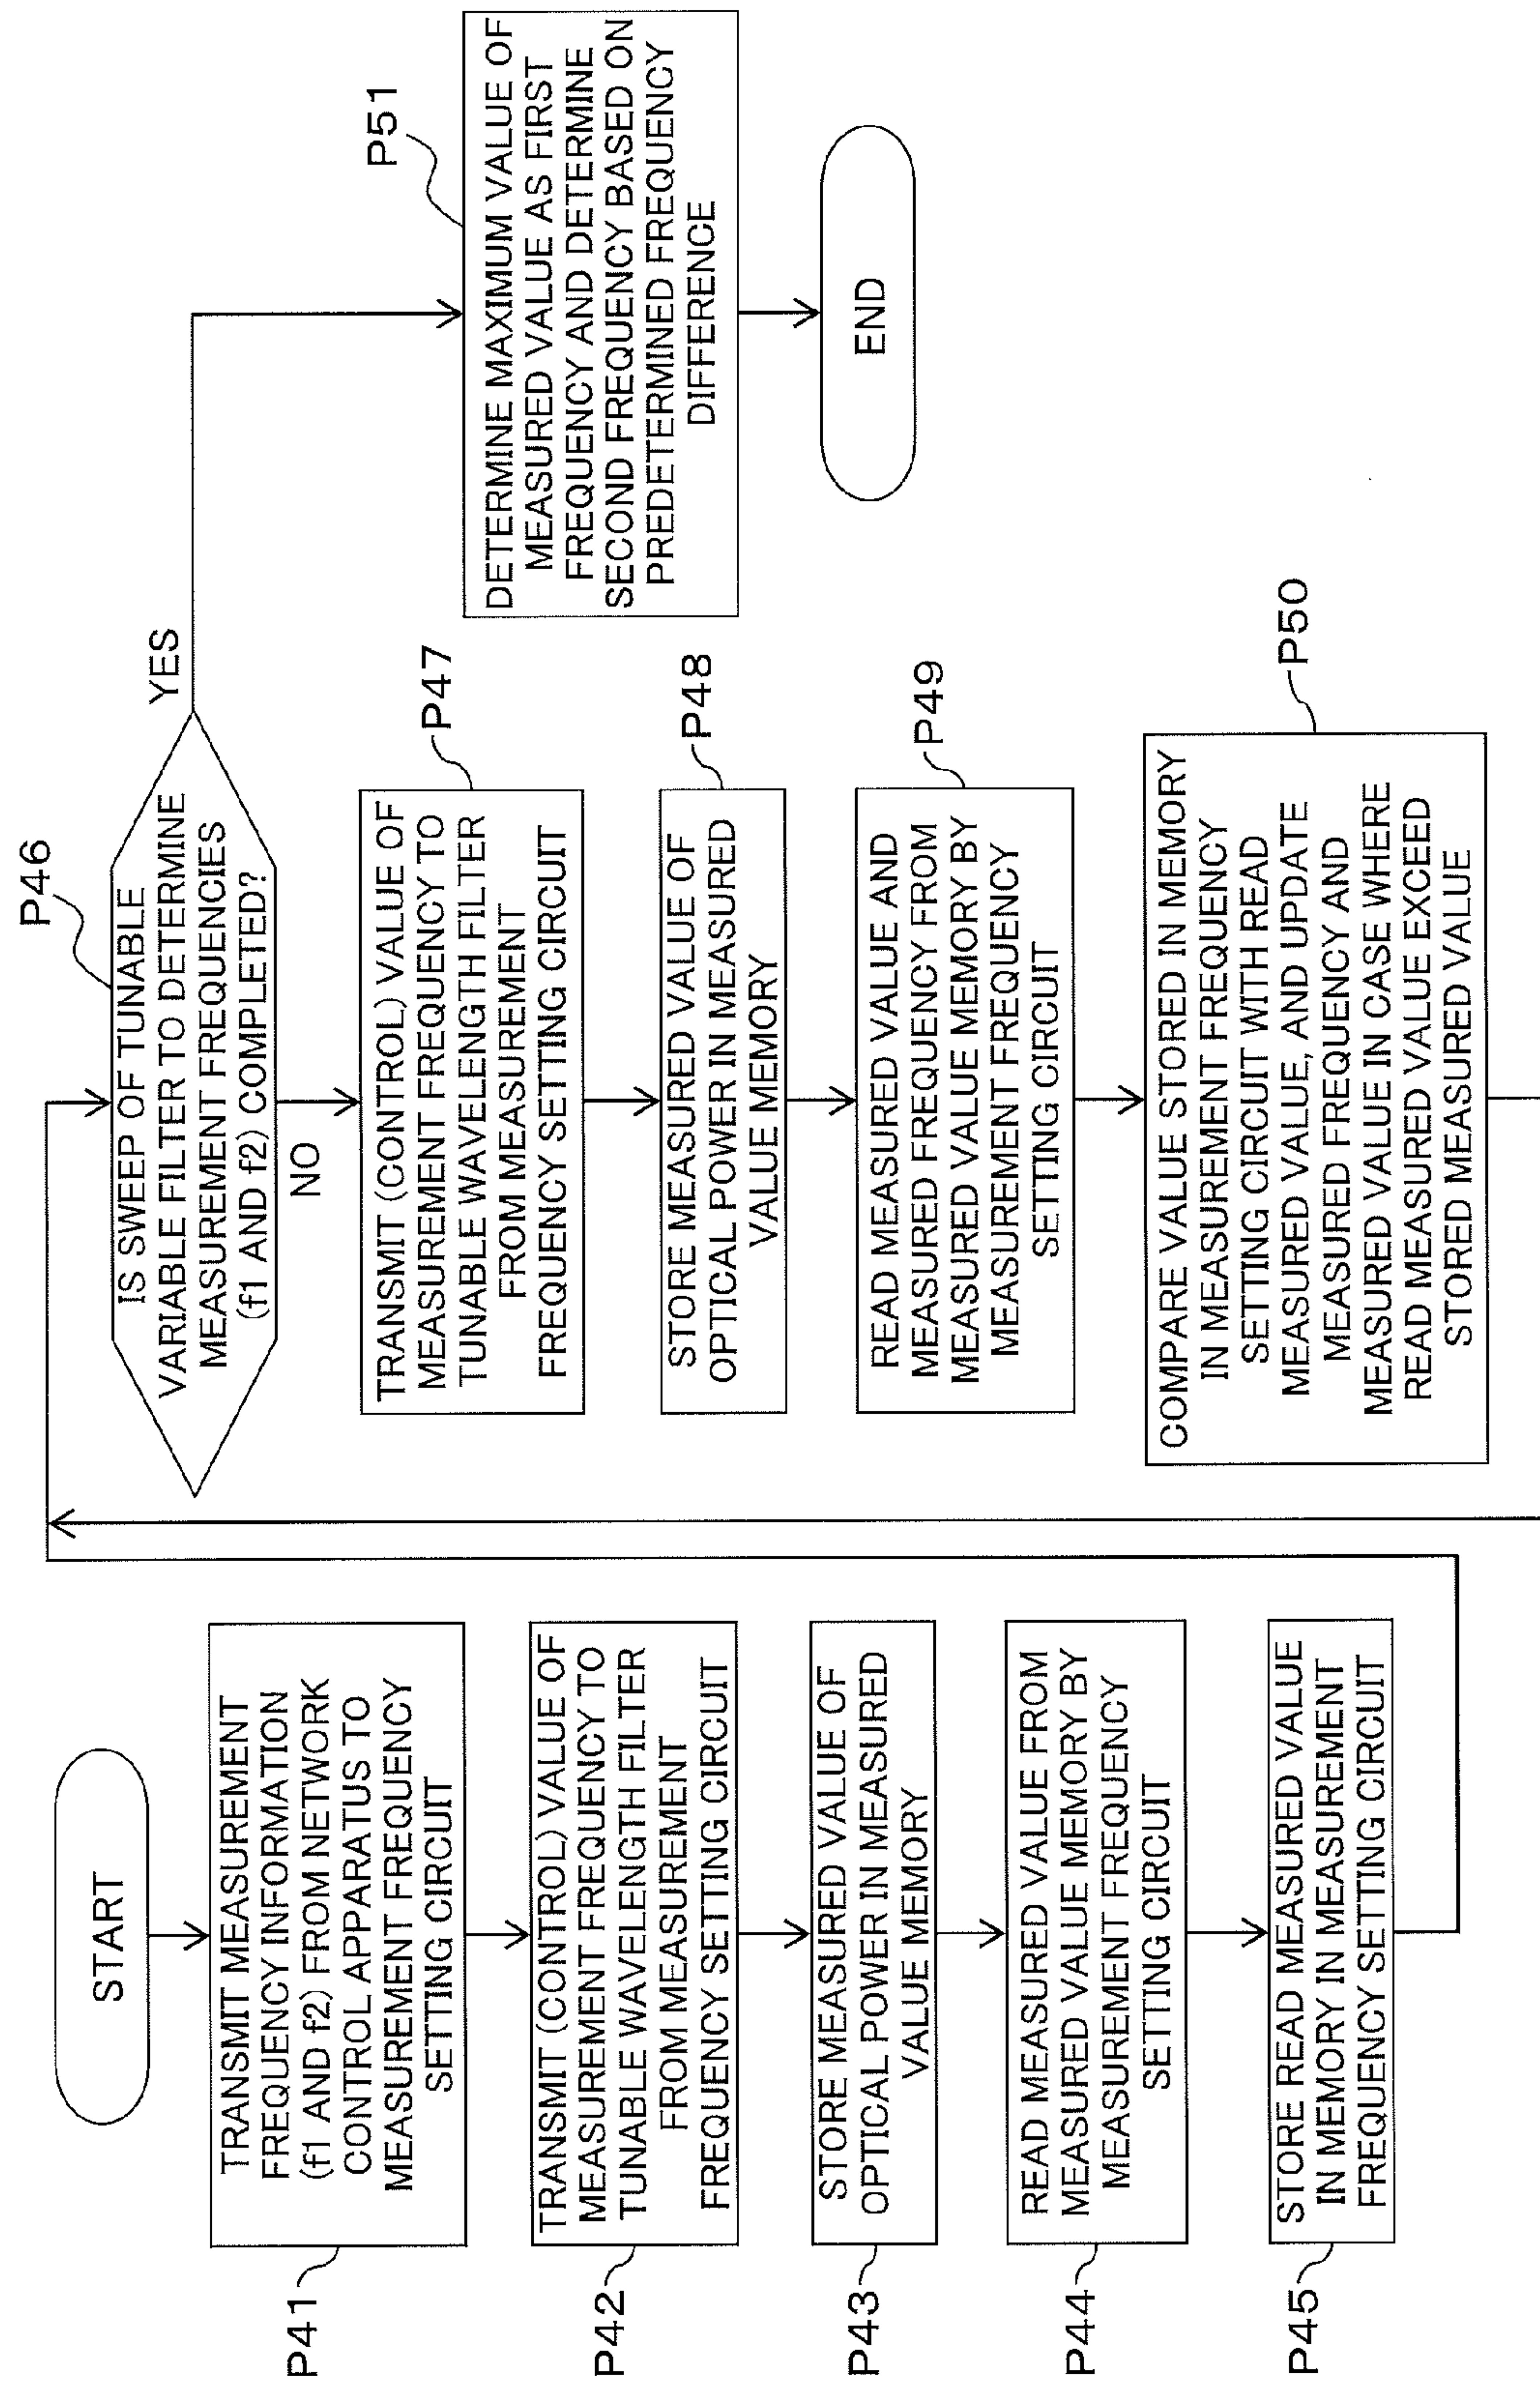 START
P41
TRANSMIT MEASUREMENT
FREQUENCY INFORMATION
(f1 AND f2) FROM NETWORK
CONTROL APPARATUS TO
MEASUREMENT FREQUENCY
SETTING CIRCUIT
P42
TRANSMIT (CONTROL) VALUE OF
MEASUREMENT FREQUENCY TO
TUNABLE WAVELENGTH FILTER
FROM MEASUREMENT
FREQUENCY SETTING CIRCUIT
P43
STORE MEASURED VALUE OF
OPTICAL POWER IN MEASURED
VALUE MEMORY
P44
READ MEASURED VALUE FROM
MEASURED VALUE MEMORY BY
MEASUREMENT FREQUENCY
SETTING CIRCUIT
P45
STORE READ MEASURED VALUE
IN MEMORY IN MEASUREMENT
FREQUENCY SETTING CIRCUIT
P46
IS SWEEP OF TUNABLE
VARIABLE FILTER TO DETERMINE
MEASUREMENT FREQUENCIES
(f1 AND f2) COMPLETED?
YES
NO
P47
TRANSMIT (CONTROL) VALUE OF
MEASUREMENT FREQUENCY TO
TUNABLE WAVELENGTH FILTER
FROM MEASUREMENT
FREQUENCY SETTING CIRCUIT
P48
STORE MEASURED VALUE OF
OPTICAL POWER IN MEASURED
VALUE MEMORY
P49
READ MEASURED VALUE AND
MEASURED FREQUENCY FROM
MEASURED VALUE MEMORY BY
MEASUREMENT FREQUENCY
SETTING CIRCUIT
P50
COMPARE VALUE STORED IN MEMORY
IN MEASUREMENT FREQUENCY
SETTING CIRCUIT WITH READ
MEASURED VALUE, AND UPDATE
MEASURED FREQUENCY AND
MEASURED VALUE IN CASE WHERE
READ MEASURED VALUE EXCEED
STORED MEASURED VALUE
P51
DETERMINE MAXIMUM VALUE OF
MEASURED VALUE AS FIRST
FREQUENCY AND DETERMINE
SECOND FREQUENCY BASED ON
PREDETERMINED FREQUENCY
DIFFERENCE
END